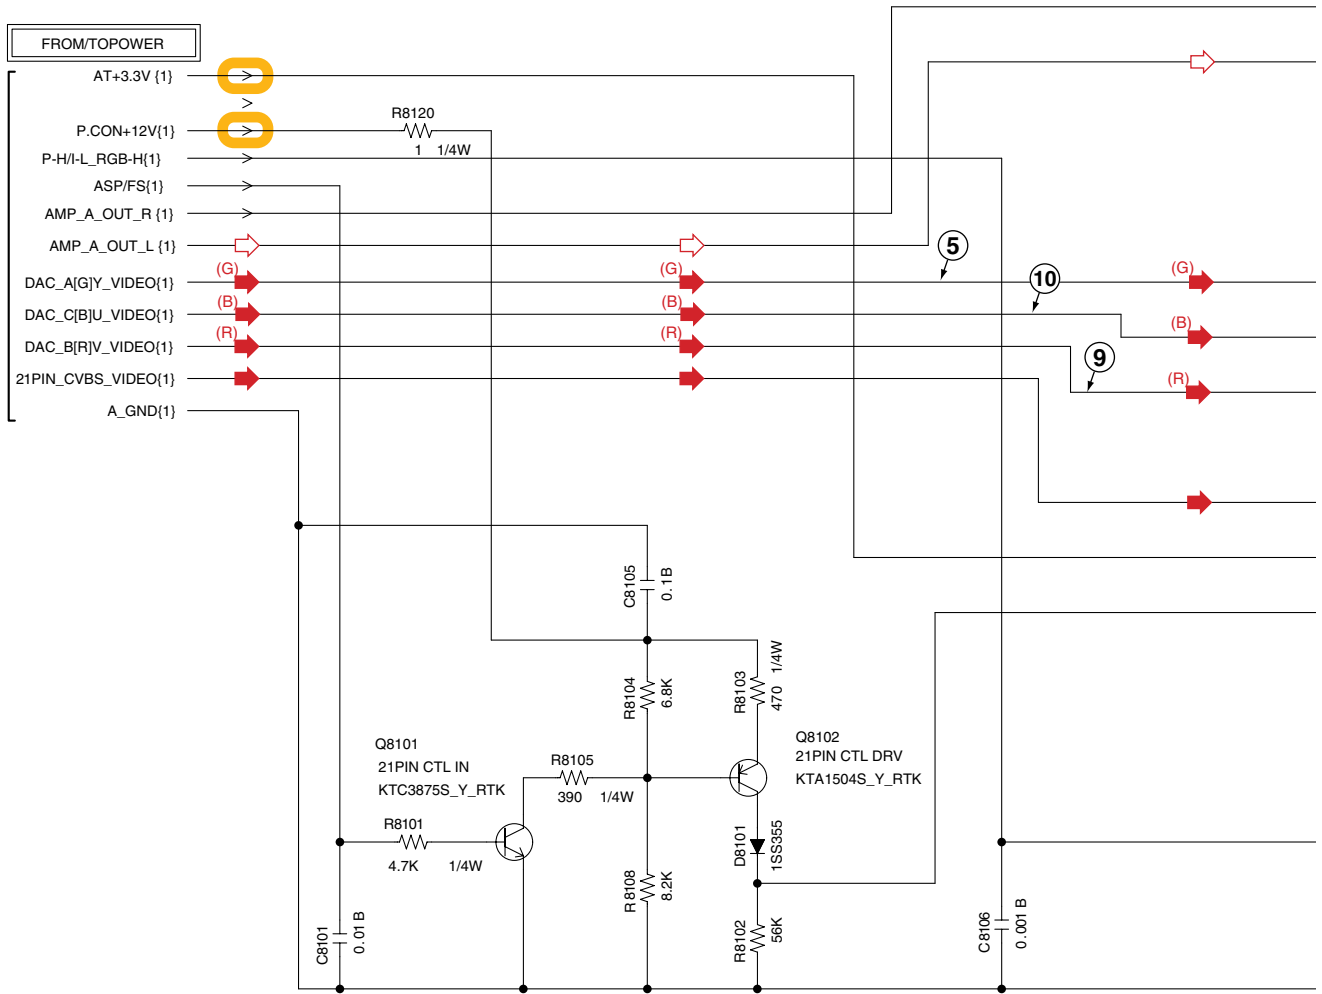 FROM/TOPOWER
AT+3.3V {1}
P.CON+12V{1}
R8120
1 1/4W
P-H/I-L_RGB-H{1}
ASP/FS{1}
AMP_A_OUT_R {1}
AMP_A_OUT_L {1}
5
(G) (G) (G)
DAC_A[G]Y_VIDEO{1}
10
(B) (B) (B)
DAC_C[B]U_VIDEO{1}
(R) (R)
DAC_B[R]V_VIDEO{1}
9
(R)
21PIN_CVBS_VIDEO{1}
A_GND{1}
C8105
0.1B
R8104
6.8K
R8103
470 1/4W
Q8101
21PIN CTL IN
KTC3875S_Y_RTK
R8105
390 1/4W
Q8102
21PIN CTL DRV
KTA1504S_Y_RTK
R8101
4.7K 1/4W
D8101
1SS355
R8108
8.2K
C8101
0.01B
R8102
56K
C8106
0.001B